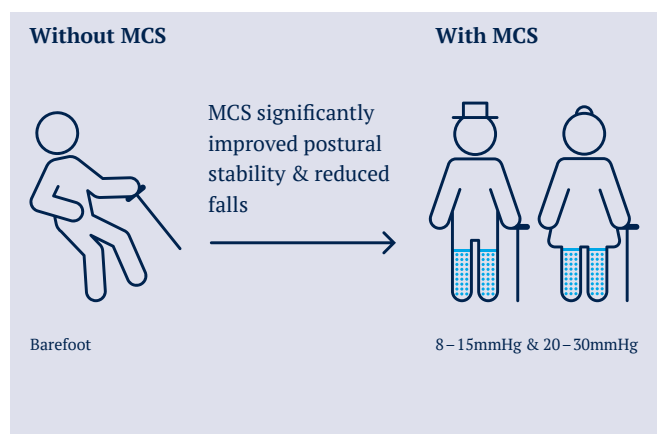 Without MCS
With MCS
MCS significantly
improved postural
stability & reduced
falls
Barefoot
8–15mmHg & 20–30mmHg